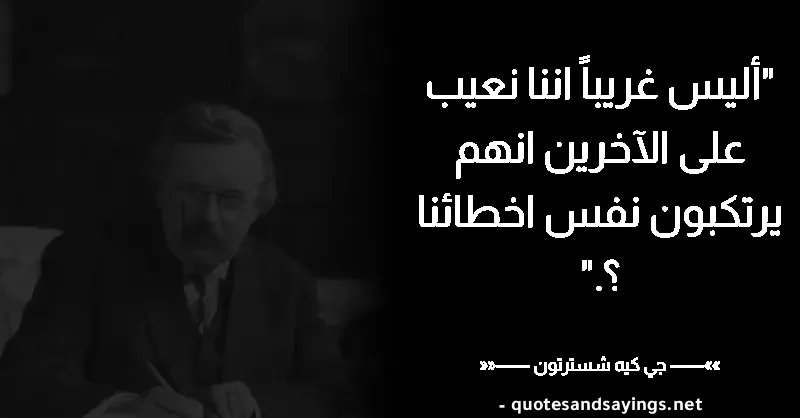 "أليس غريباً اننا نعيب
على الآخرين انهم
يرتكبون نفس اخطائنا
؟."
»»—— جي كيه شسترتون ——««
- quotesandsayings.net